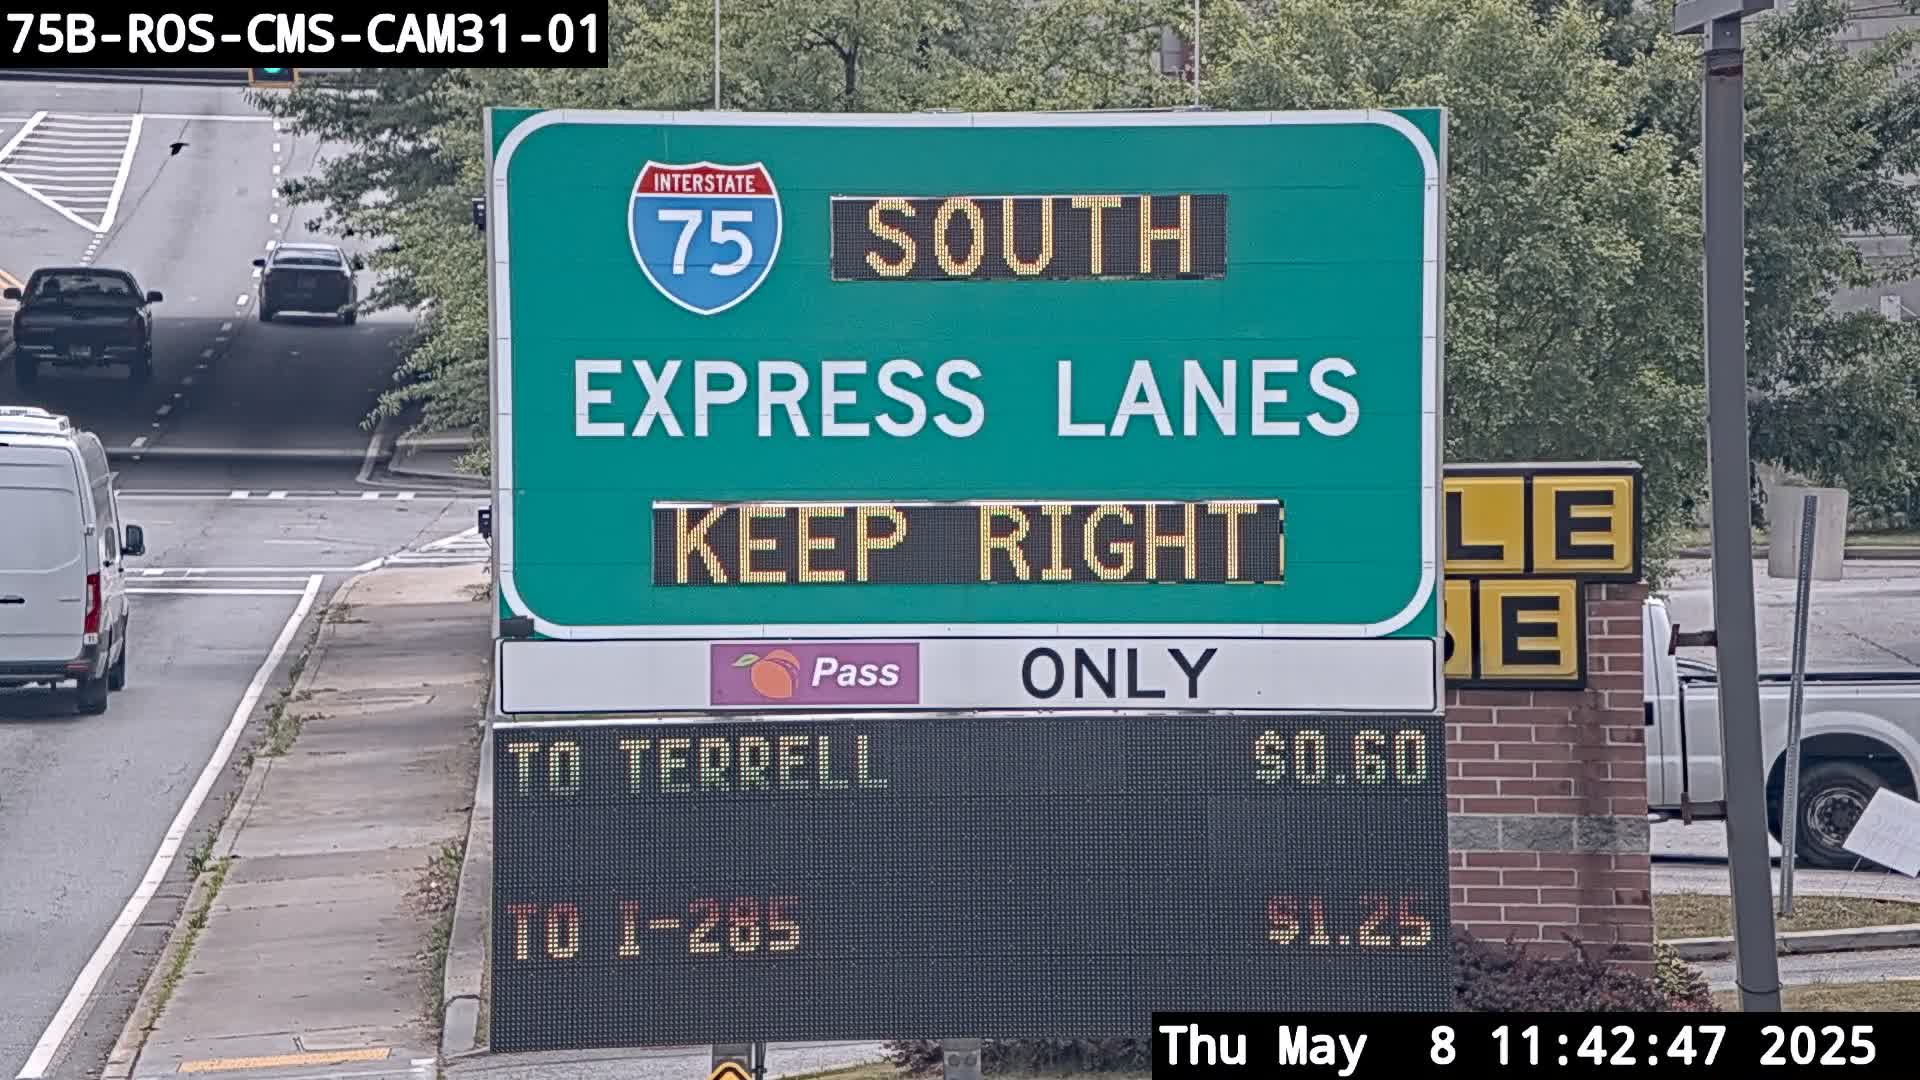 75B-ROS-CMS-CAM31-01
INTERSTATE
75
SOUTH
EXPRESS LANES
KEEP RIGHT
LE
E
Pass
ONLY
TO TERRELL $0.60
TO I-285 $1.25
Thu May 8 11:42:47 2025